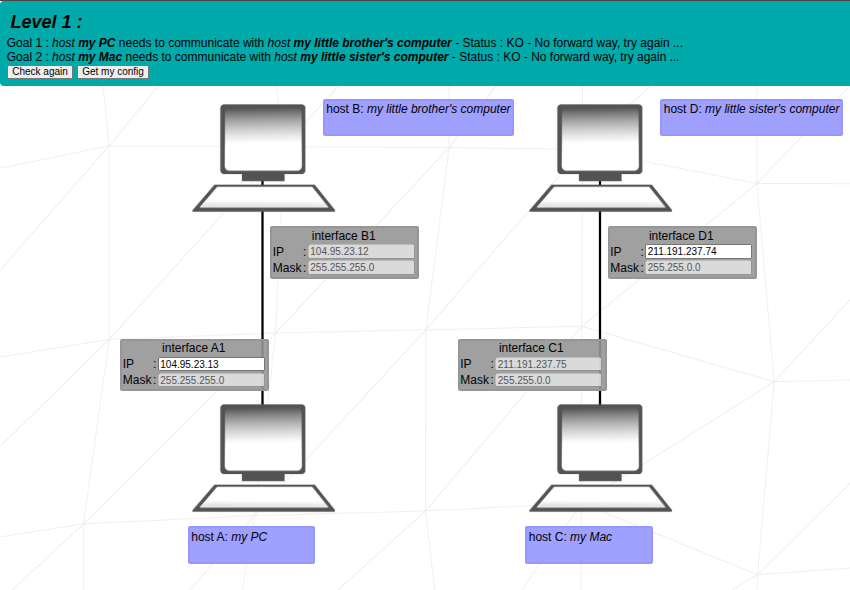 Level 1 :
Goal 1 : host my PC needs to communicate with host my little brother's computer - Status : KO - No forward way, try again ...
Goal 2 : host my Mac needs to communicate with host my little sister's computer - Status : KO - No forward way, try again ...
Check again Get my config
host B: my little brother's computer
host D: my little sister's computer
interface B1
IP : 104.95.23.12
Mask : 255.255.255.0
interface D1
IP : 211.191.237.74
Mask : 255.255.0.0
interface A1
IP : 104.95.23.13
Mask : 255.255.255.0
interface C1
IP : 211.191.237.75
Mask : 255.255.0.0
host A: my PC
host C: my Mac